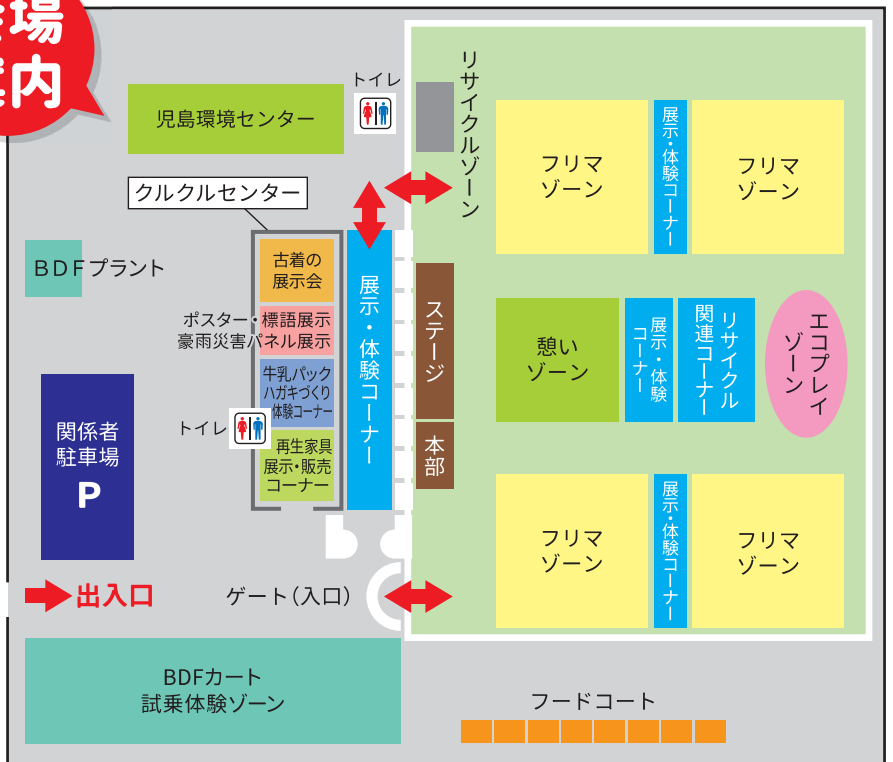 場
内
トイレ
児島環境センター
リサイクルゾーン
フリマ
ゾーン
展示・体験コーナー
フリマ
ゾーン
クルクルセンター
BDFプラント
古着の
展示会
ポスター・標語展示
豪雨災害パネル展示
牛乳パック
ハガキづくり
体験コーナー
トイレ
再生家具
展示・販売
コーナー
展示・体験コーナー
ステージ
本部
憩い
ゾーン
展示・体験
コーナー
リサイクル
関連コーナー
エコプレイ
ゾーン
関係者
駐車場
P
フリマ
ゾーン
展示・体験コーナー
フリマ
ゾーン
出入口
ゲート(入口)
BDFカート
試乗体験ゾーン
フードコート